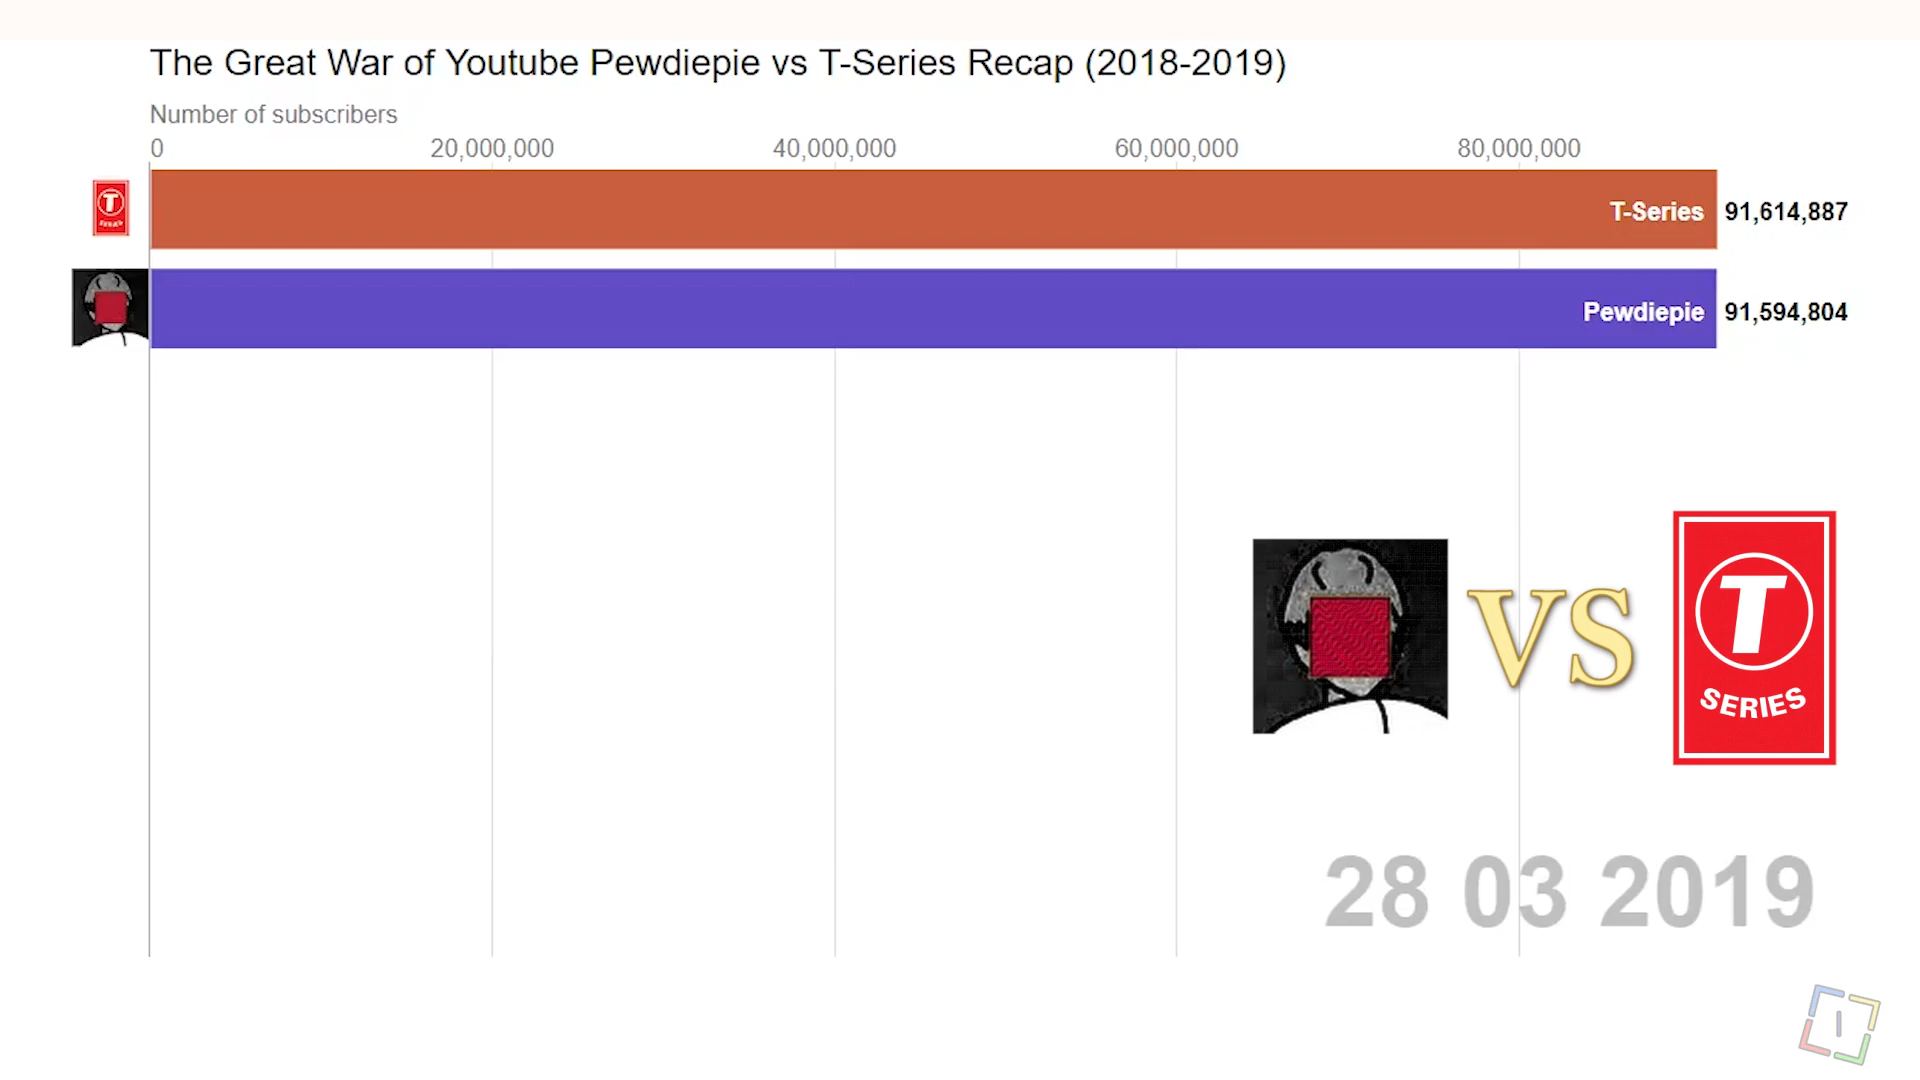 The Great War of Youtube Pewdiepie vs T-Series Recap (2018-2019)
Number of subscribers
0 20,000,000 40,000,000 60,000,000 80,000,000
T SERIES T-Series 91,614,887
Pewdiepie 91,594,804
VS
T
SERIES
28 03 2019